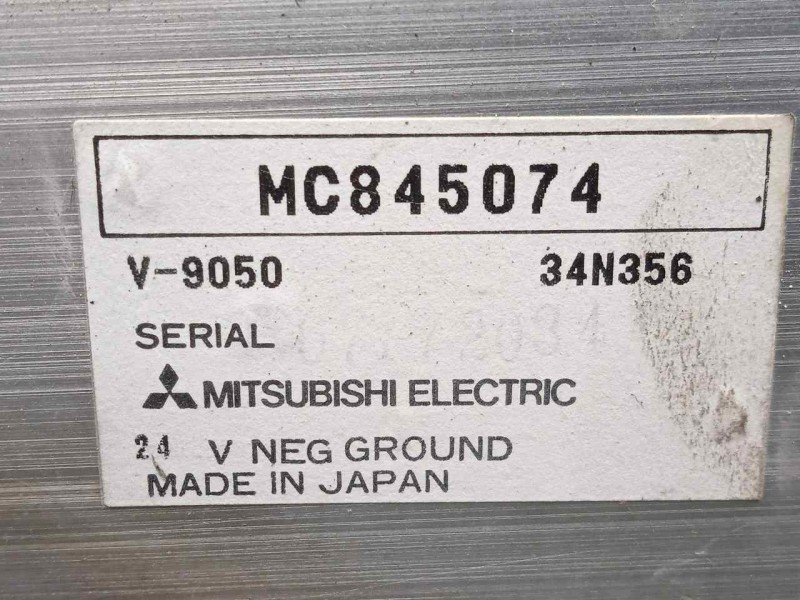 MC845074
V-9050 34N356
SERIAL
MITSUBISHI ELECTRIC
24 V NEG GROUND
MADE IN JAPAN